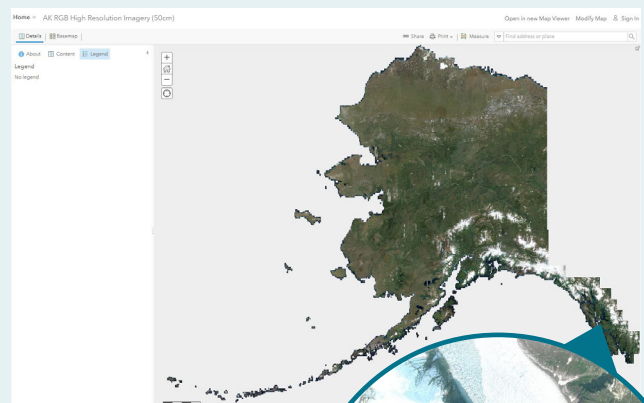 Home AK RGB High Resolution Imagery (50cm)
Open in new Map Viewer Modify Map Sign In
Details Basemap
Share Print Measure Find address or place
About Content Legend
Legend
No legend